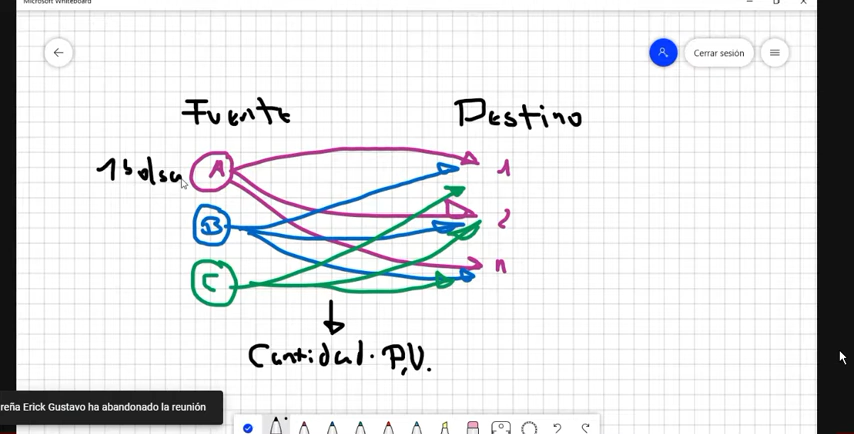 Microsoft Whiteboard
Cerrar sesión
Fuente
Destino
1 bolsa
A
1
B
2
C
n
Cantidad. P.V.
reña Erick Gustavo ha abandonado la reunión